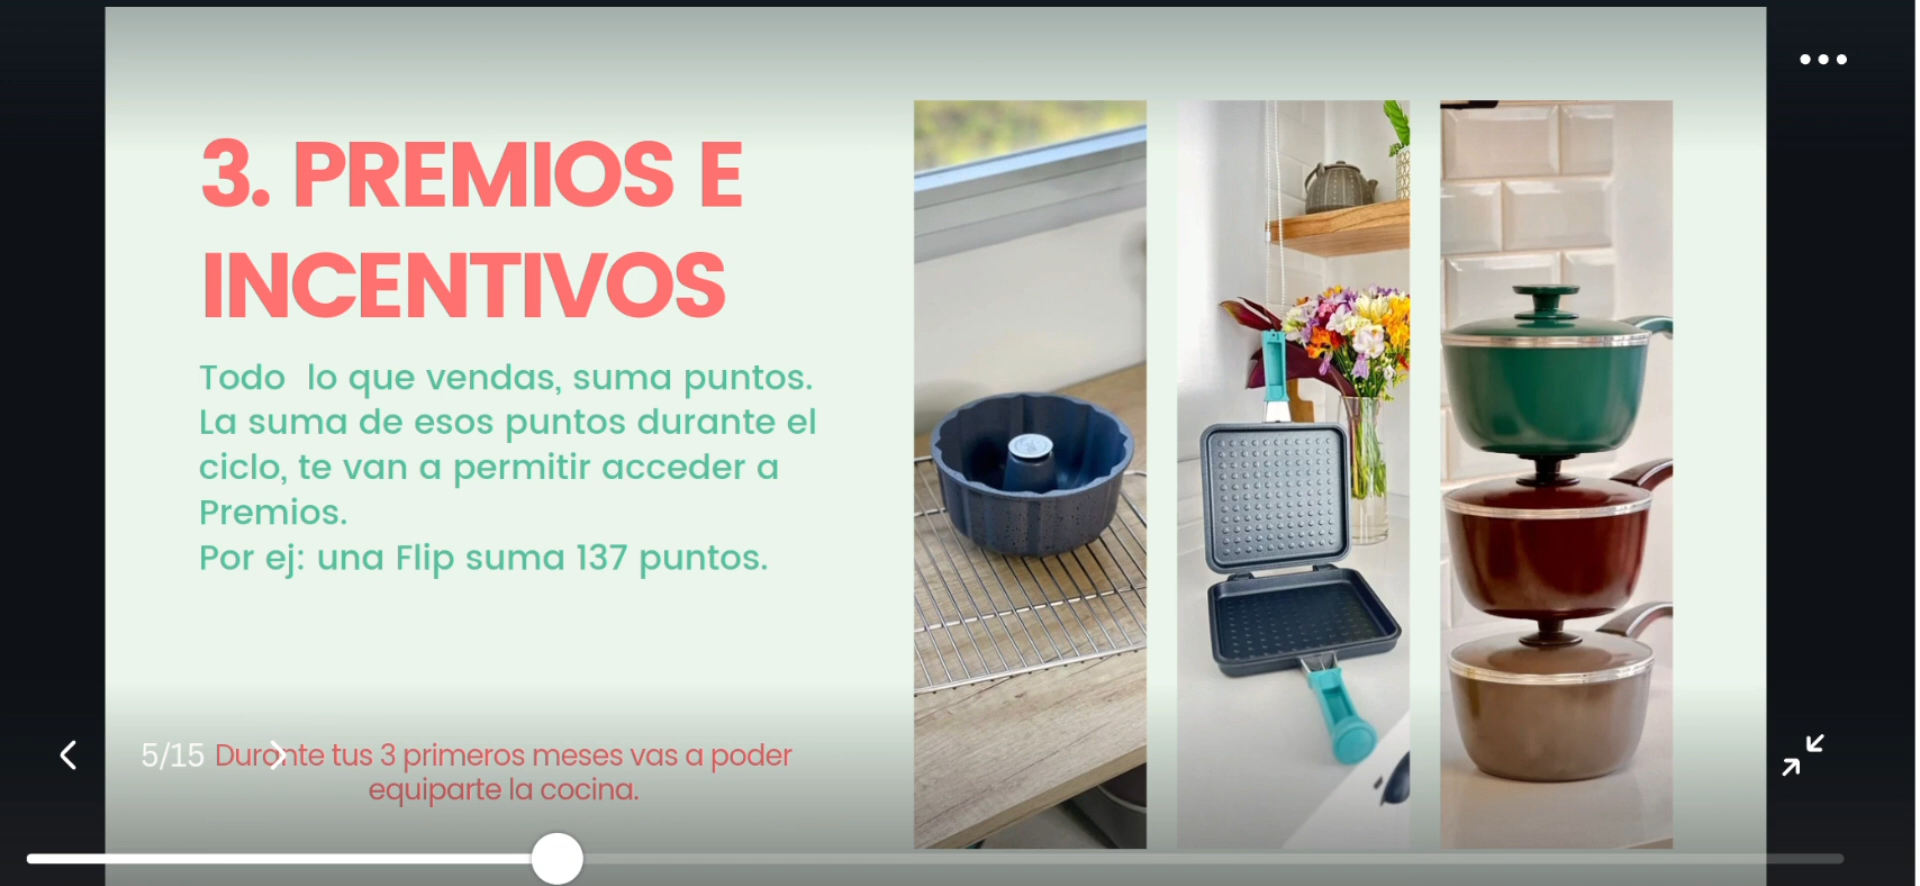 3. PREMIOS E
INCENTIVOS
Todo lo que vendas, suma puntos.
La suma de esos puntos durante el
ciclo, te van a permitir acceder a
Premios.
Por ej: una Flip suma 137 puntos.
5/15
Durante tus 3 primeros meses vas a poder
equiparte la cocina.